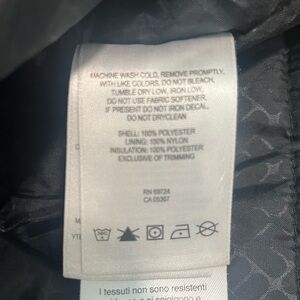 MACHINE WASH COLD, REMOVE PROMPTLY,
WITH LIKE COLORS, DO NOT BLEACH,
TUMBLE DRY LOW, IRON LOW,
DO NOT USE FABRIC SOFTENER.
IF PRESENT DO NOT IRON DECAL.
DO NOT DRYCLEAN
SHELL: 100% POLYESTER
LINING: 100% NYLON
INSULATION: 100% POLYESTER
EXCLUSIVE OF TRIMMING
RN 69724
CA 05367
I tessuti non sono resistenti